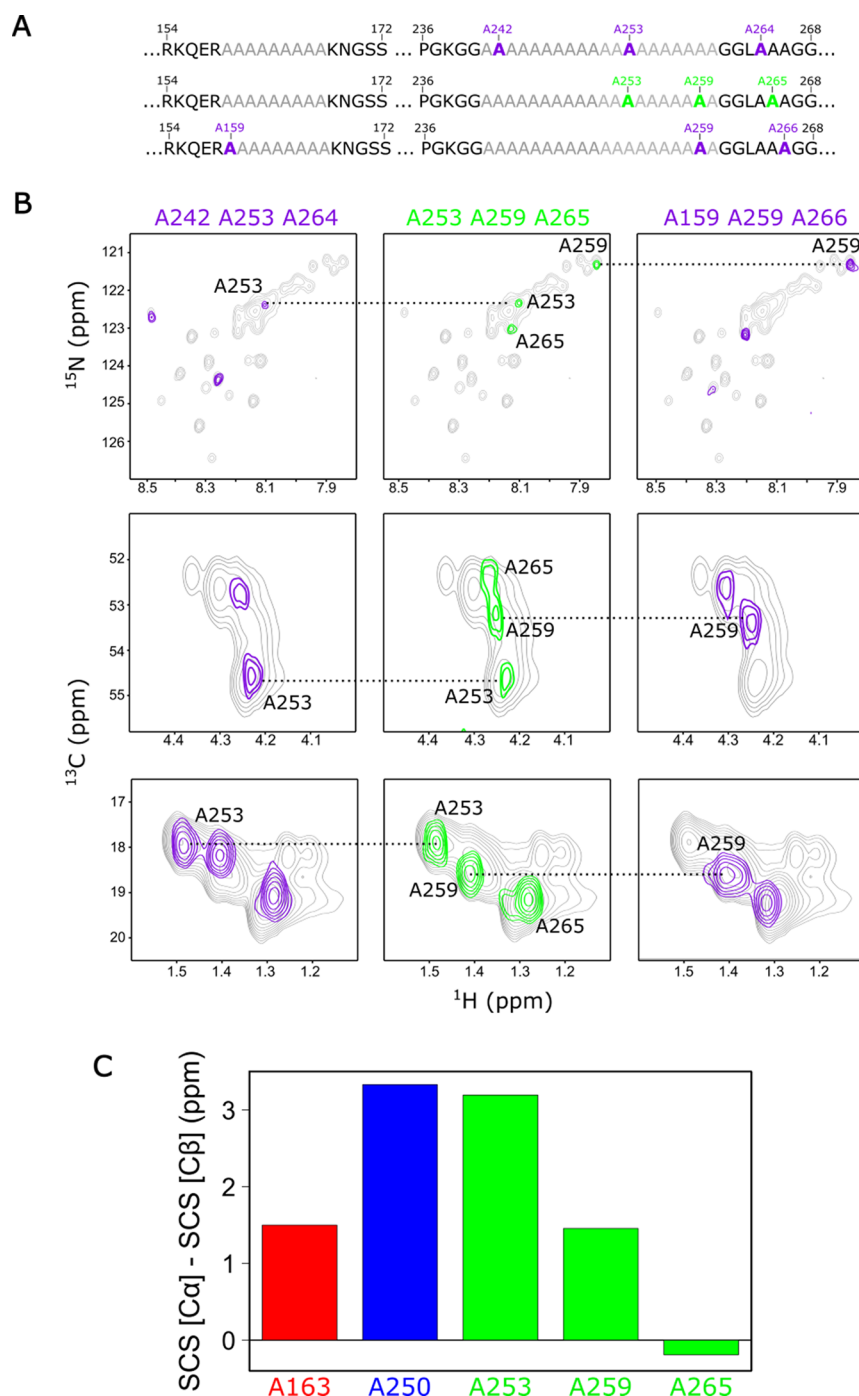 A
154 172 236 A242 A253 A264 268
...RKQERAAAAAAAAAKNGSS ... PGKGGAAAAAAAAAAAAAAAAAAAAGGLAAAGG...
154 172 236 A253 A259 A265 268
...RKQERAAAAAAAAAKNGSS ... PGKGGAAAAAAAAAAAAAAAAAAAAGGLAAAGG...
154 A159 172 236 A259 A266 268
...RKQERAAAAAAAAAKNGSS ... PGKGGAAAAAAAAAAAAAAAAAAAAGGLAAAGG...
B
A242 A253 A264 A253 A259 A265 A159 A259 A266
15N (ppm)
121
122
123
124
125
126
A253
A259
A253
A265
A259
8.5 8.3 8.1 7.9 8.5 8.3 8.1 7.9 8.5 8.3 8.1 7.9
13C (ppm)
52
53
54
55
A253
A265
A259
A253
A259
4.4 4.3 4.2 4.1 4.4 4.3 4.2 4.1 4.4 4.3 4.2 4.1
17
18
19
20
A253
A253
A259
A265
A259
1.5 1.4 1.3 1.2 1.5 1.4 1.3 1.2 1.5 1.4 1.3 1.2
1H (ppm)
C
SCS [Cα] - SCS [Cβ] (ppm)
3
2
1
0
A163 A250 A253 A259 A265